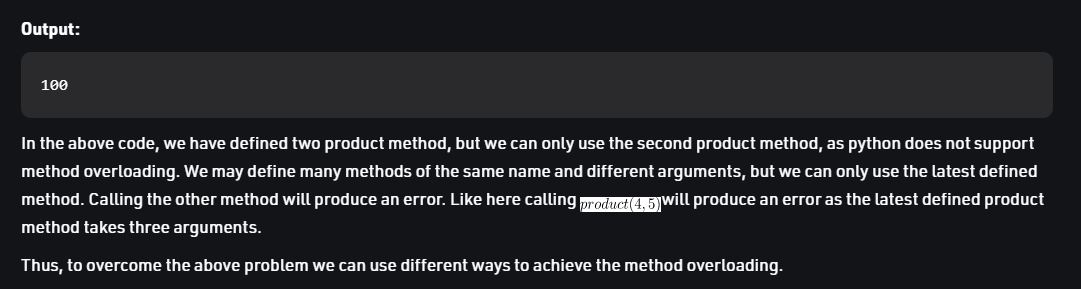 Output:
100
In the above code, we have defined two product method, but we can only use the second product method, as python does not support
method overloading. We may define many methods of the same name and different arguments, but we can only use the latest defined
method. Calling the other method will produce an error. Like here calling product(4, 5)will produce an error as the latest defined product
method takes three arguments.
Thus, to overcome the above problem we can use different ways to achieve the method overloading.